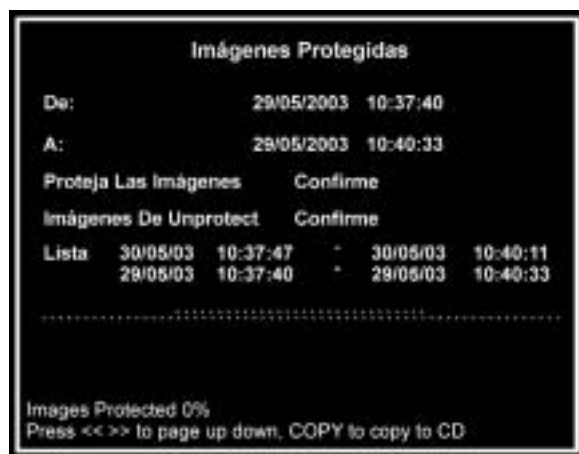 Imágenes Protegidas
De: 29/05/2003 10:37:40
A: 29/05/2003 10:40:33
Proteja Las Imágenes Confirme
Imágenes De Unprotect Confirme
Lista 30/05/03 10:37:47 - 30/05/03 10:40:11
29/05/03 10:37:40 - 29/05/03 10:40:33
Images Protected 0%
Press << >> to page up down, COPY to copy to CD